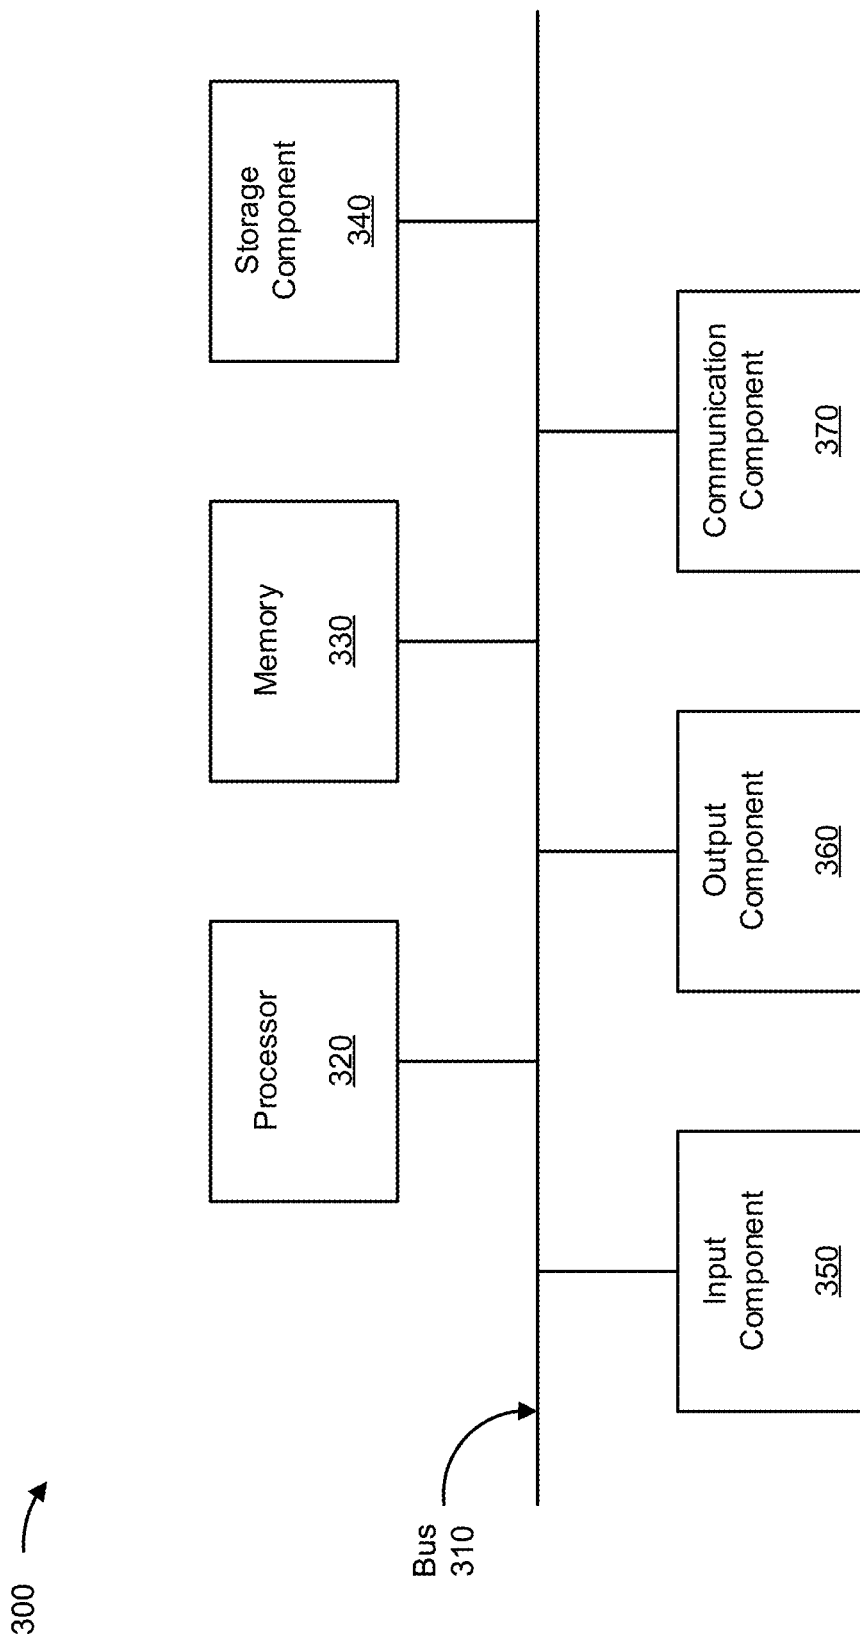 300
Processor
320
Memory
330
Storage
Component
340
Bus
310
Input
Component
350
Output
Component
360
Communication
Component
370